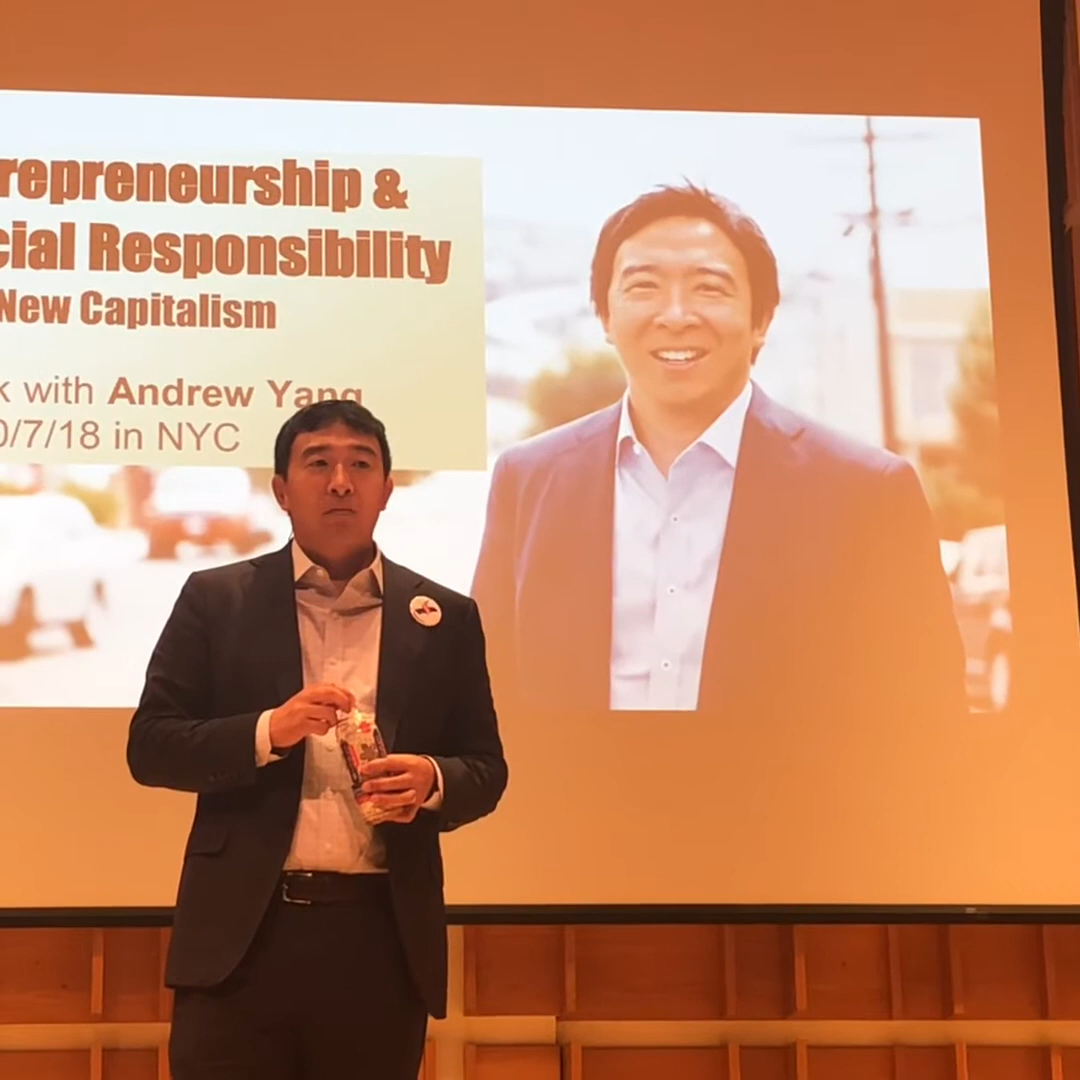 repreneurship &
cial Responsibility
New Capitalism
k with Andrew Yang
0/7/18 in NYC